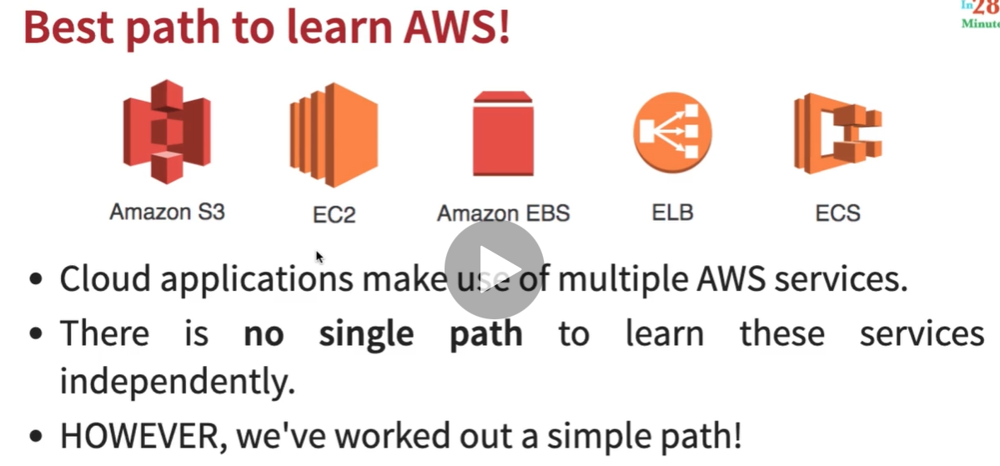 Best path to learn AWS!
In28
Minute
Amazon S3
EC2
Amazon EBS
ELB
ECS
• Cloud applications make use of multiple AWS services.
• There is no single path to learn these services
independently.
• HOWEVER, we've worked out a simple path!